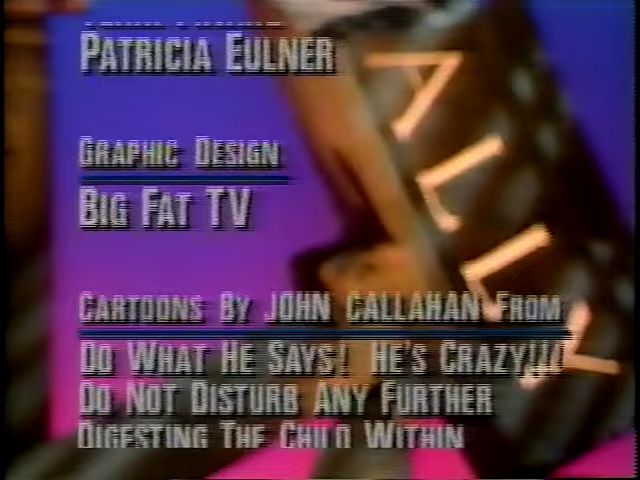 PATRICIA EULNER
GRAPHIC DESIGN
BIG FAT TV
CARTOONS BY JOHN CALLAHAN FROM
DO WHAT HE SAYS! HE'S CRAZY!!!
DO NOT DISTURB ANY FURTHER
DIGESTING THE CHILD WITHIN
ALLY